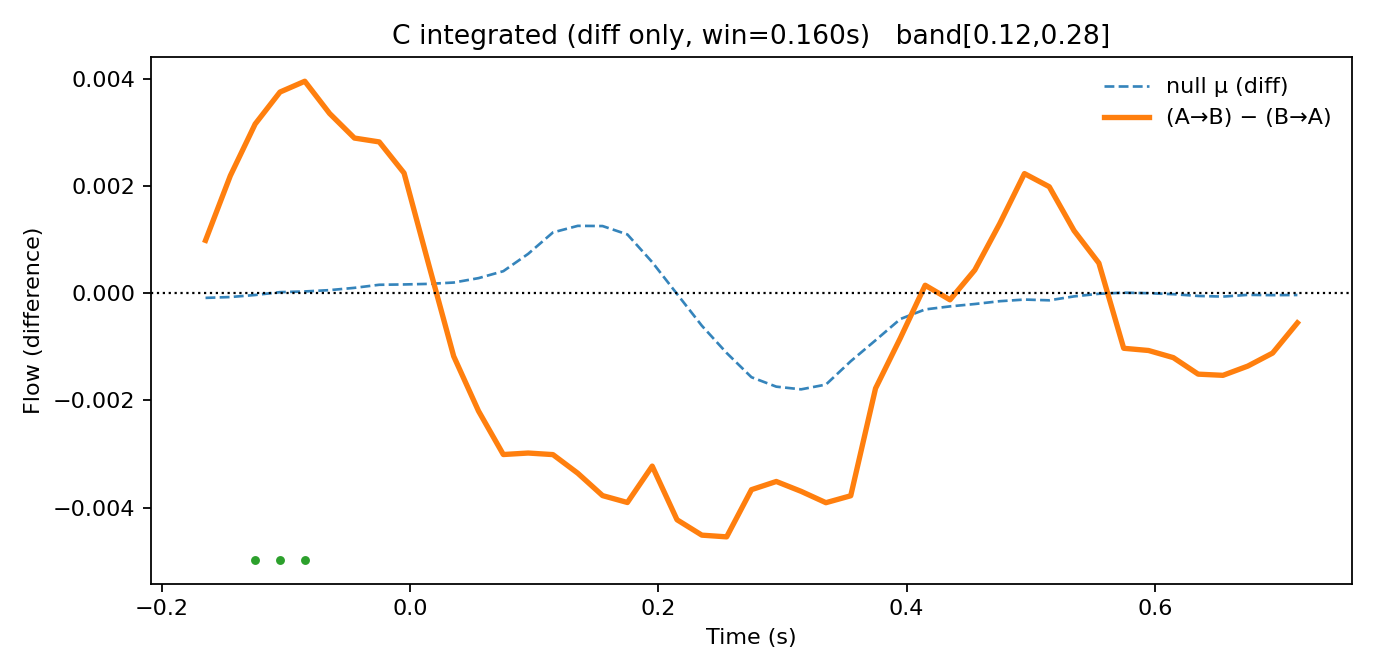 C integrated (diff only, win=0.160s)   band[0.12,0.28]
null μ (diff)
(A→B) − (B→A)
Flow (difference)
0.004
0.002
0.000
−0.002
−0.004
−0.2
0.0
0.2
0.4
0.6
Time (s)